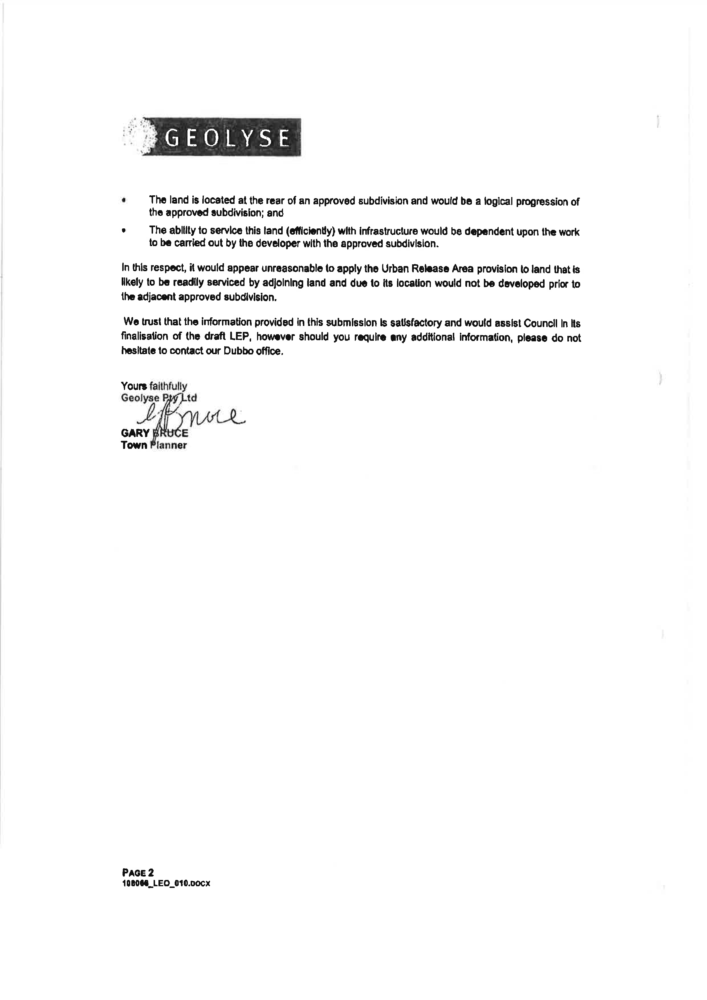 GEOLYSE
• The land is located at the rear of an approved subdivision and would be a logical progression of
the approved subdivision; and
• The ability to service this land (efficiently) with infrastructure would be dependent upon the work
to be carried out by the developer with the approved subdivision.
In this respect, it would appear unreasonable to apply the Urban Release Area provision to land that is
likely to be readily serviced by adjoining land and due to its location would not be developed prior to
the adjacent approved subdivision.
We trust that the information provided in this submission is satisfactory and would assist Council in its
finalisation of the draft LEP, however should you require any additional information, please do not
hesitate to contact our Dubbo office.
Yours faithfully
Geolyse Pty Ltd
GARY BRUCE
Town Planner
PAGE 2